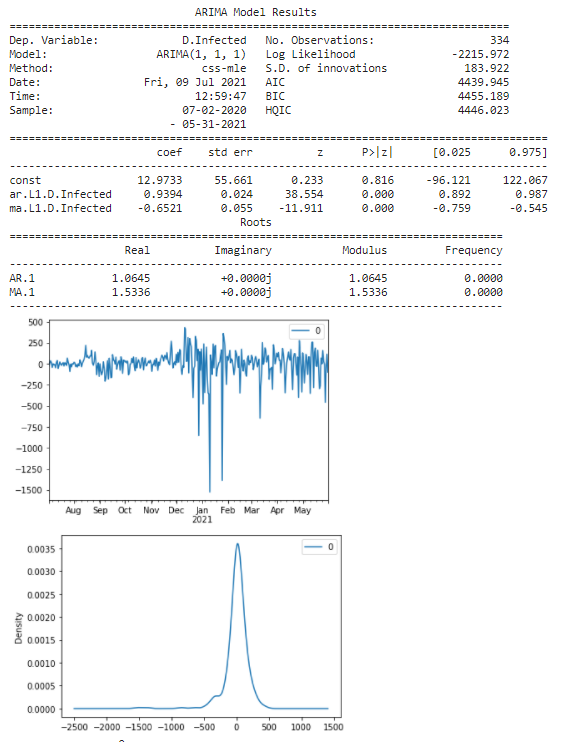 ARIMA Model Results
==============================================================================
Dep. Variable: D.Infected No. Observations: 334
Model: ARIMA(1, 1, 1) Log Likelihood -2215.972
Method: css-mle S.D. of innovations 183.922
Date: Fri, 09 Jul 2021 AIC 4439.945
Time: 12:59:47 BIC 4455.189
Sample: 07-02-2020 HQIC 4446.023
- 05-31-2021
==============================================================================
coef std err z P>|z| [0.025 0.975]
------------------------------------------------------------------------------
const 12.9733 55.661 0.233 0.816 -96.121 122.067
ar.L1.D.Infected 0.9394 0.024 38.554 0.000 0.892 0.987
ma.L1.D.Infected -0.6521 0.055 -11.911 0.000 -0.759 -0.545
Roots
==============================================================================
Real Imaginary Modulus Frequency
------------------------------------------------------------------------------
AR.1 1.0645 +0.0000j 1.0645 0.0000
MA.1 1.5336 +0.0000j 1.5336 0.0000
------------------------------------------------------------------------------
0
500
250
0
−250
−500
−750
−1000
−1250
−1500
Aug Sep Oct Nov Dec Jan Feb Mar Apr May
2021
0
0.0035
0.0030
0.0025
0.0020
0.0015
0.0010
0.0005
0.0000
Density
−2500 −2000 −1500 −1000 −500 0 500 1000 1500